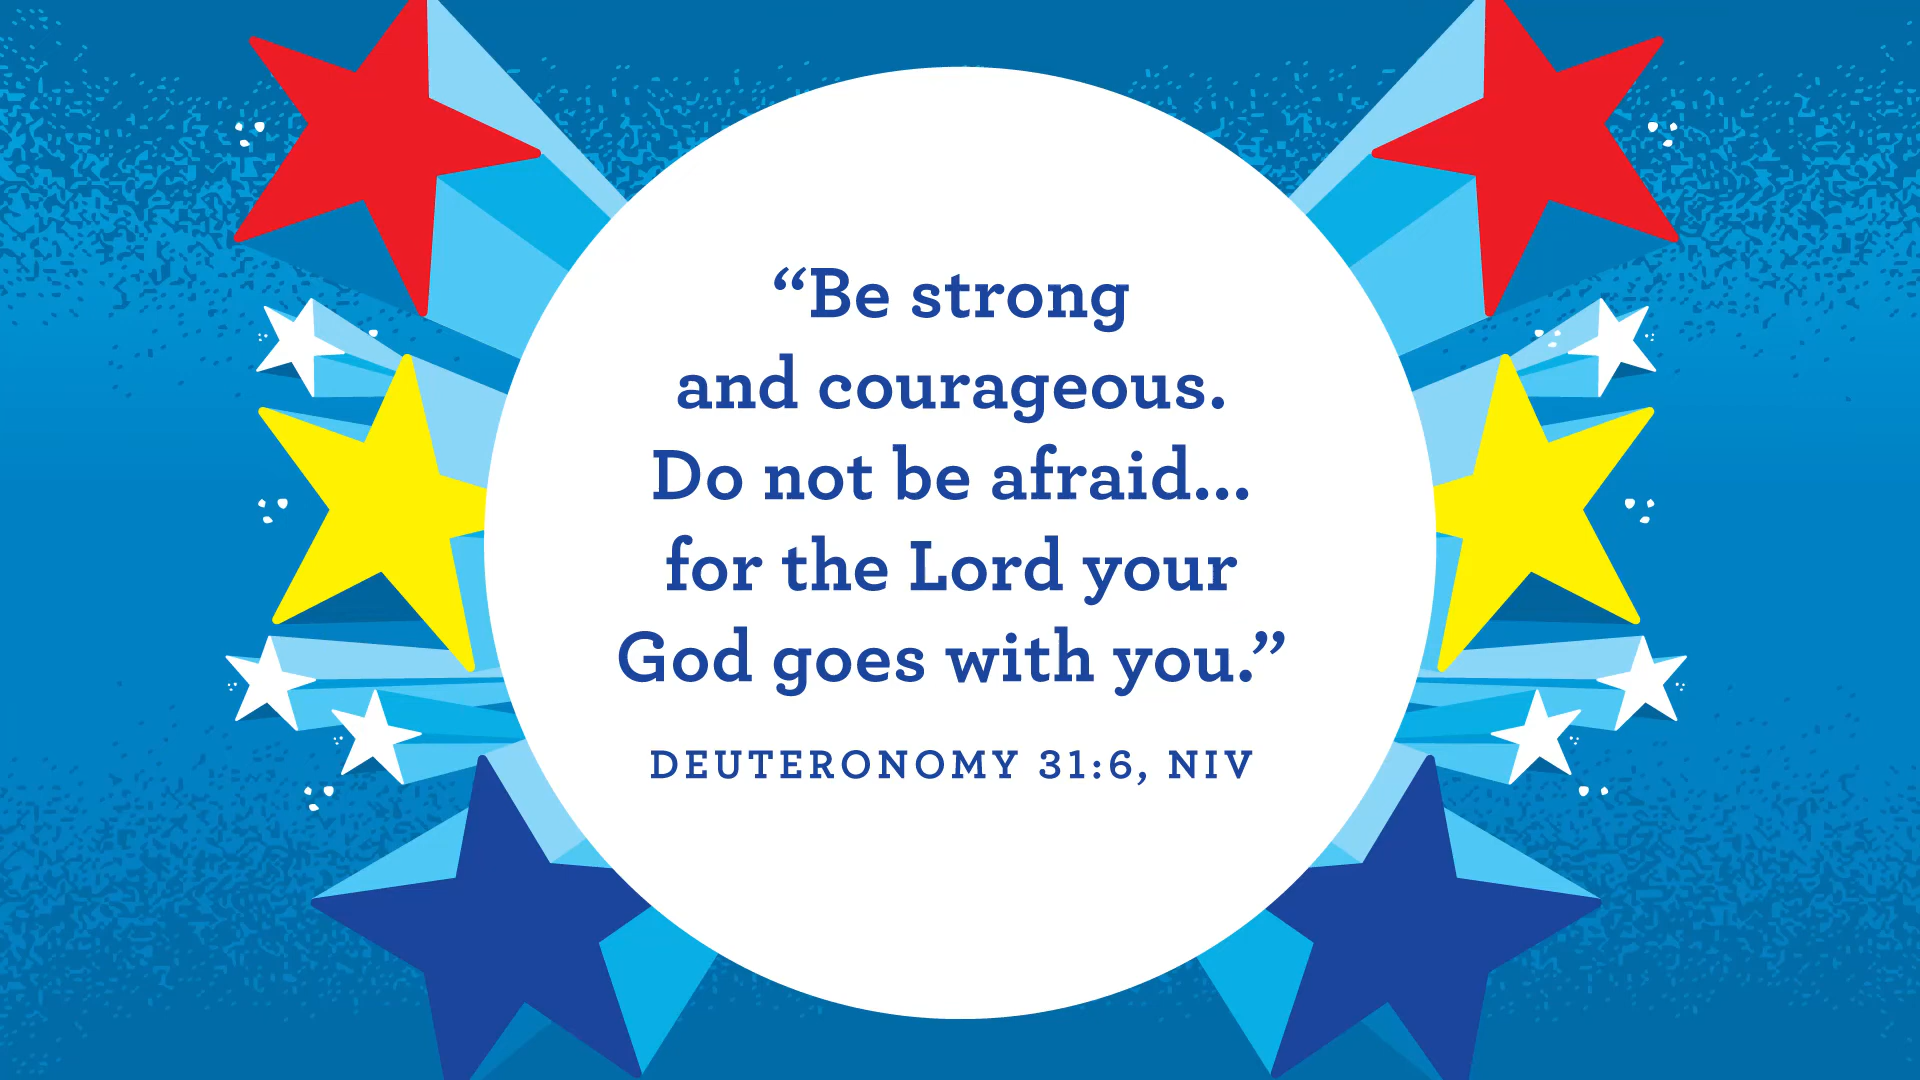 “Be strong
and courageous.
Do not be afraid...
for the Lord your
God goes with you.”
DEUTERONOMY 31:6, NIV